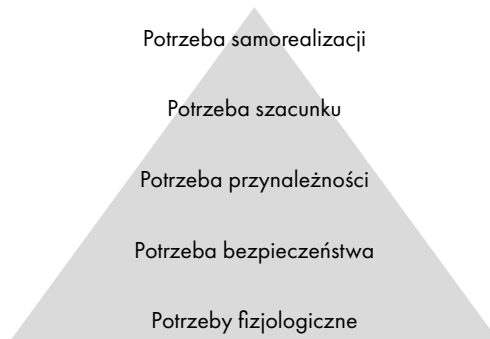 Potrzeba samorealizacji
Potrzeba szacunku
Potrzeba przynależności
Potrzeba bezpieczeństwa
Potrzeby fizjologiczne